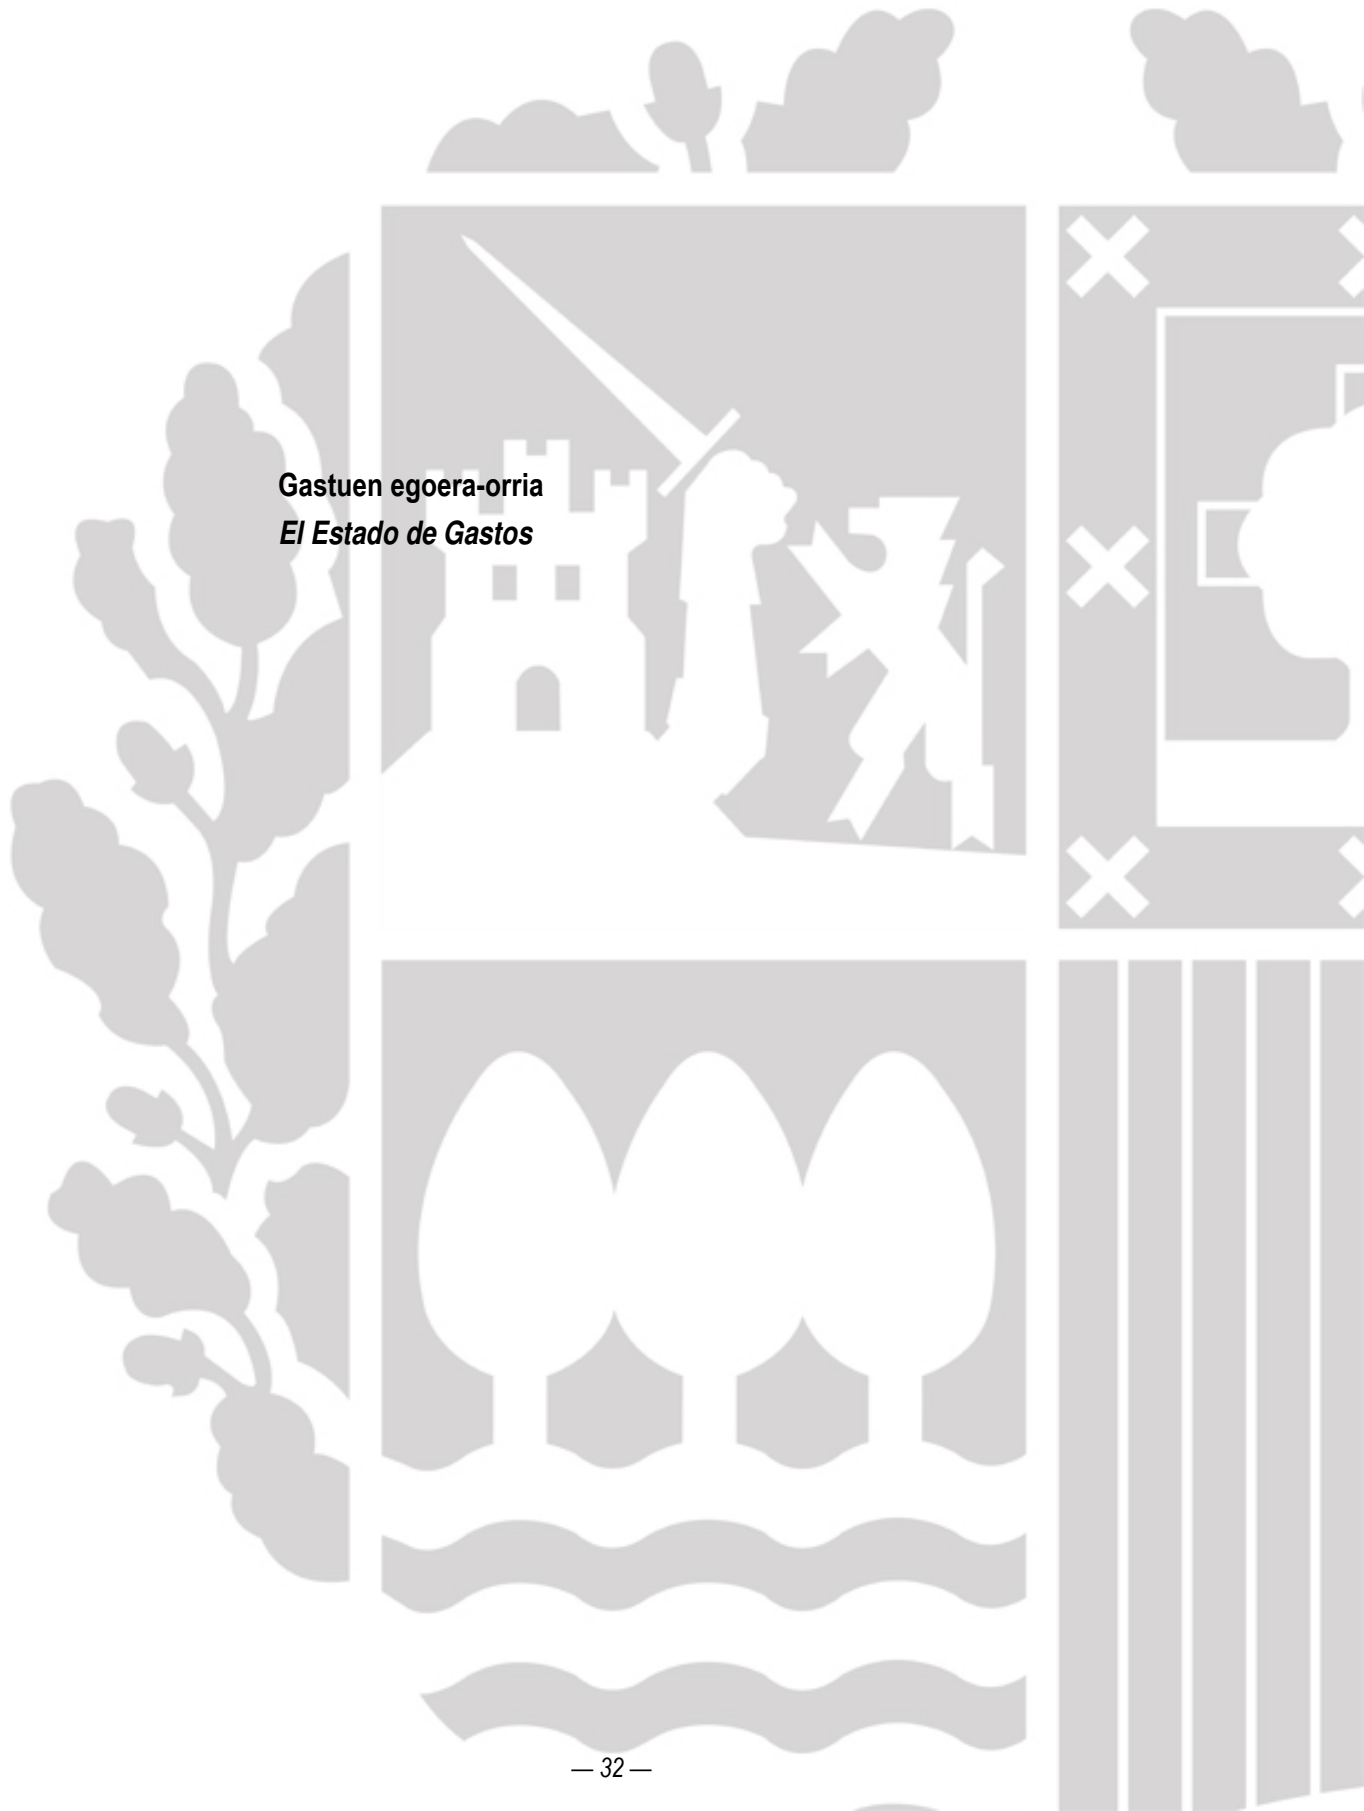 Gastuen egoera-orria
El Estado de Gastos
— 32 —